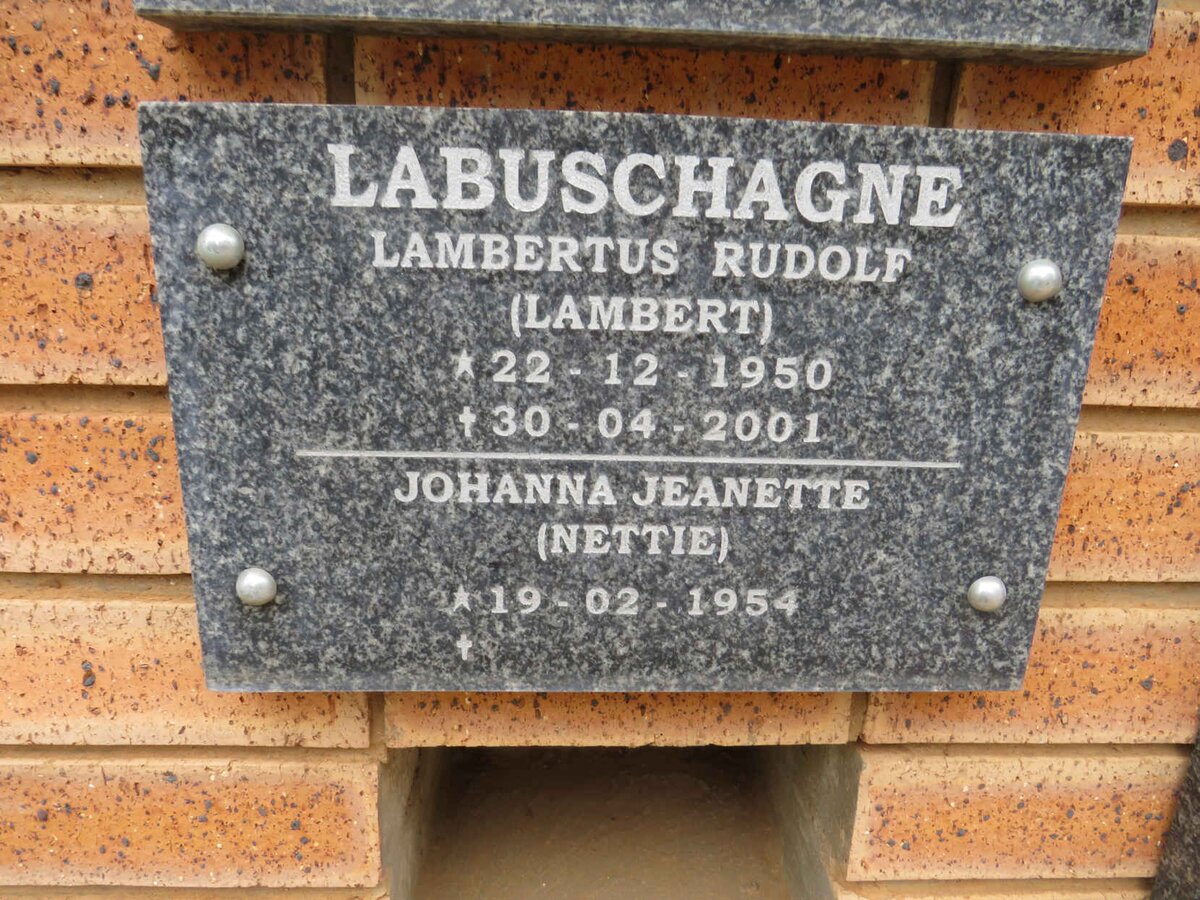 LABUSCHAGNE
LAMBERTUS RUDOLF
(LAMBERT)
★ 22 - 12 - 1950
✝ 30 - 04 - 2001
JOHANNA JEANETTE
(NETTIE)
★ 19 - 02 - 1954
✝